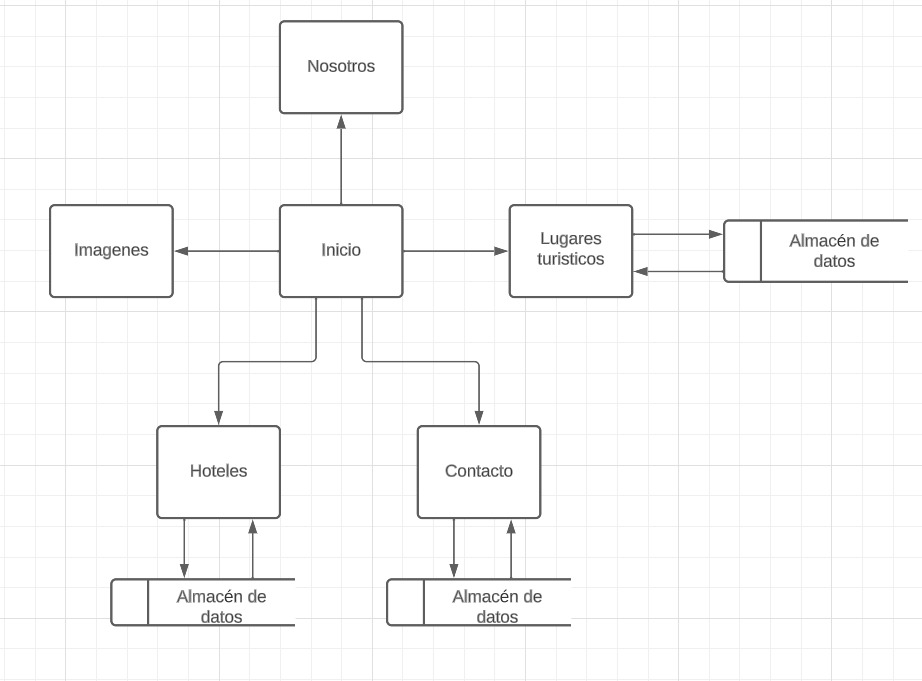 Nosotros
Imagenes
Inicio
Lugares
turisticos
Almacén de
datos
Hoteles
Contacto
Almacén de
datos
Almacén de
datos